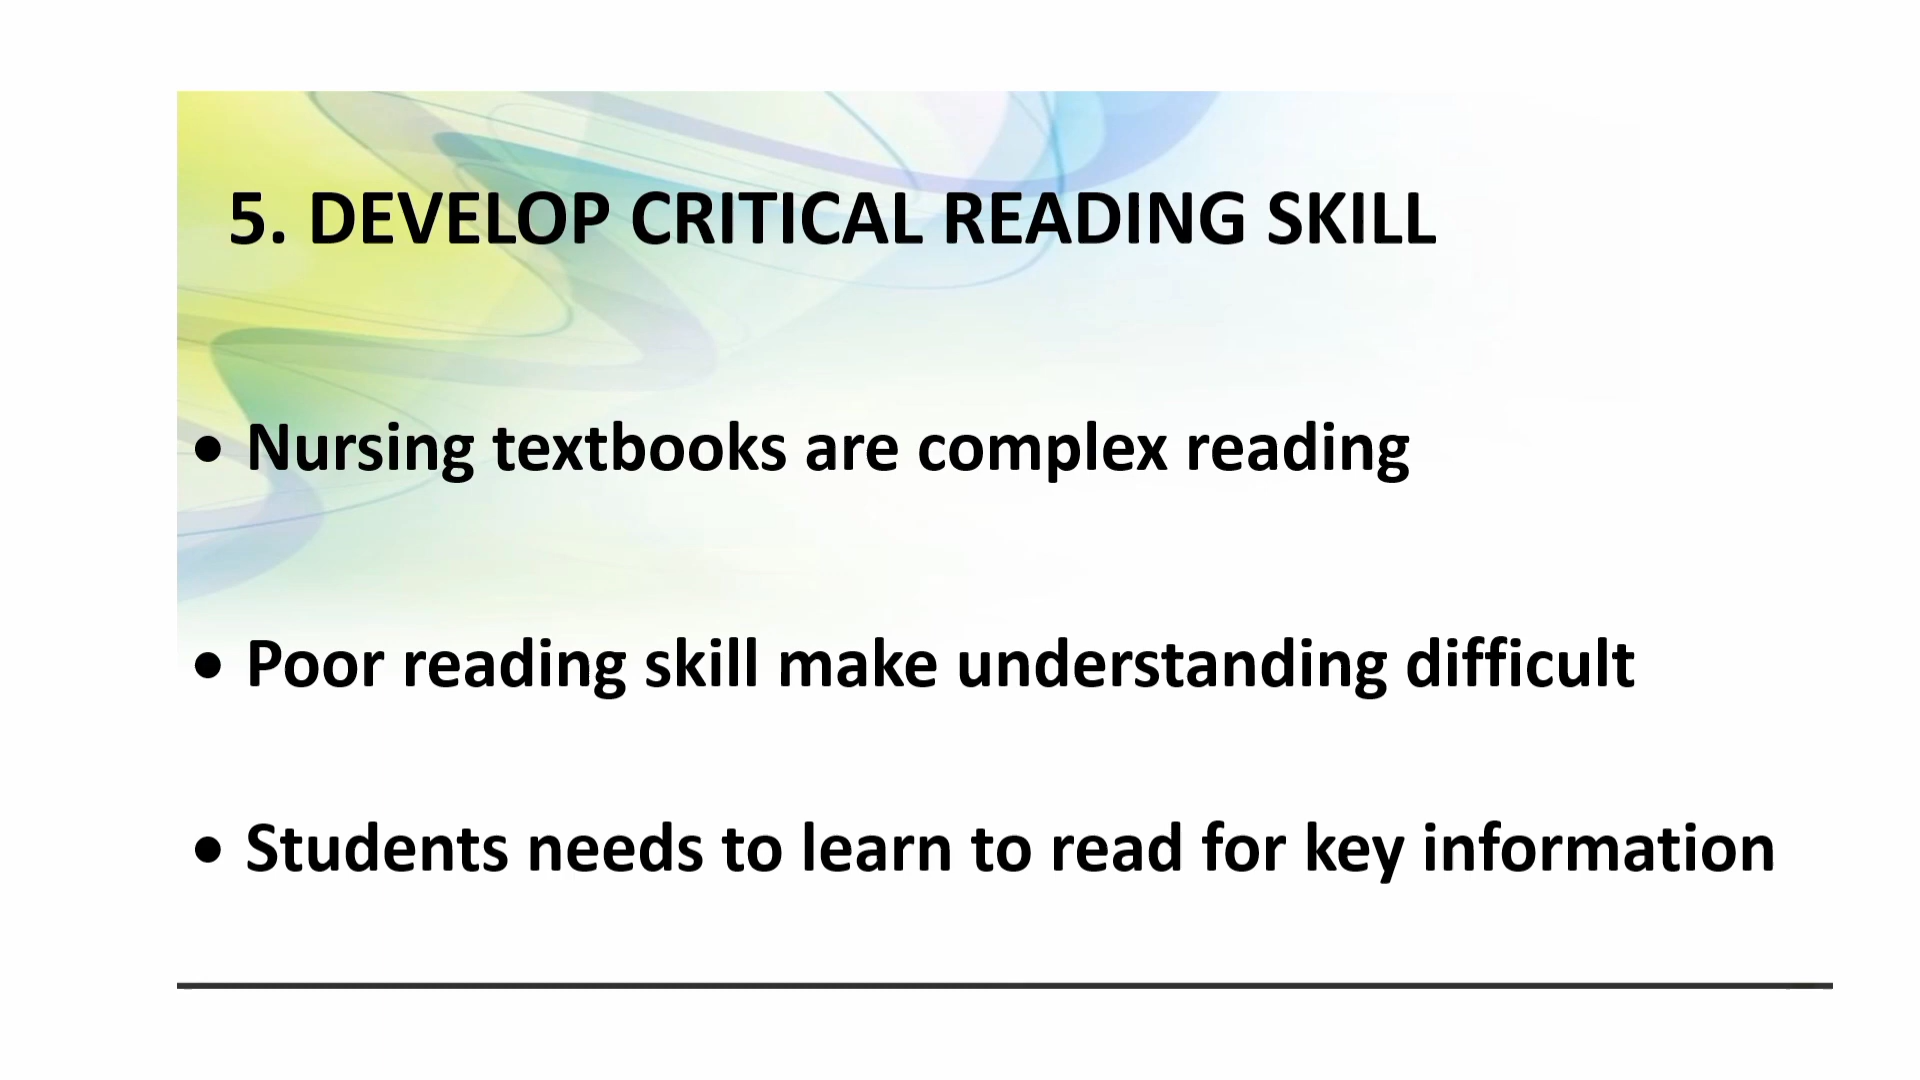 5. DEVELOP CRITICAL READING SKILL
• Nursing textbooks are complex reading
• Poor reading skill make understanding difficult
• Students needs to learn to read for key information